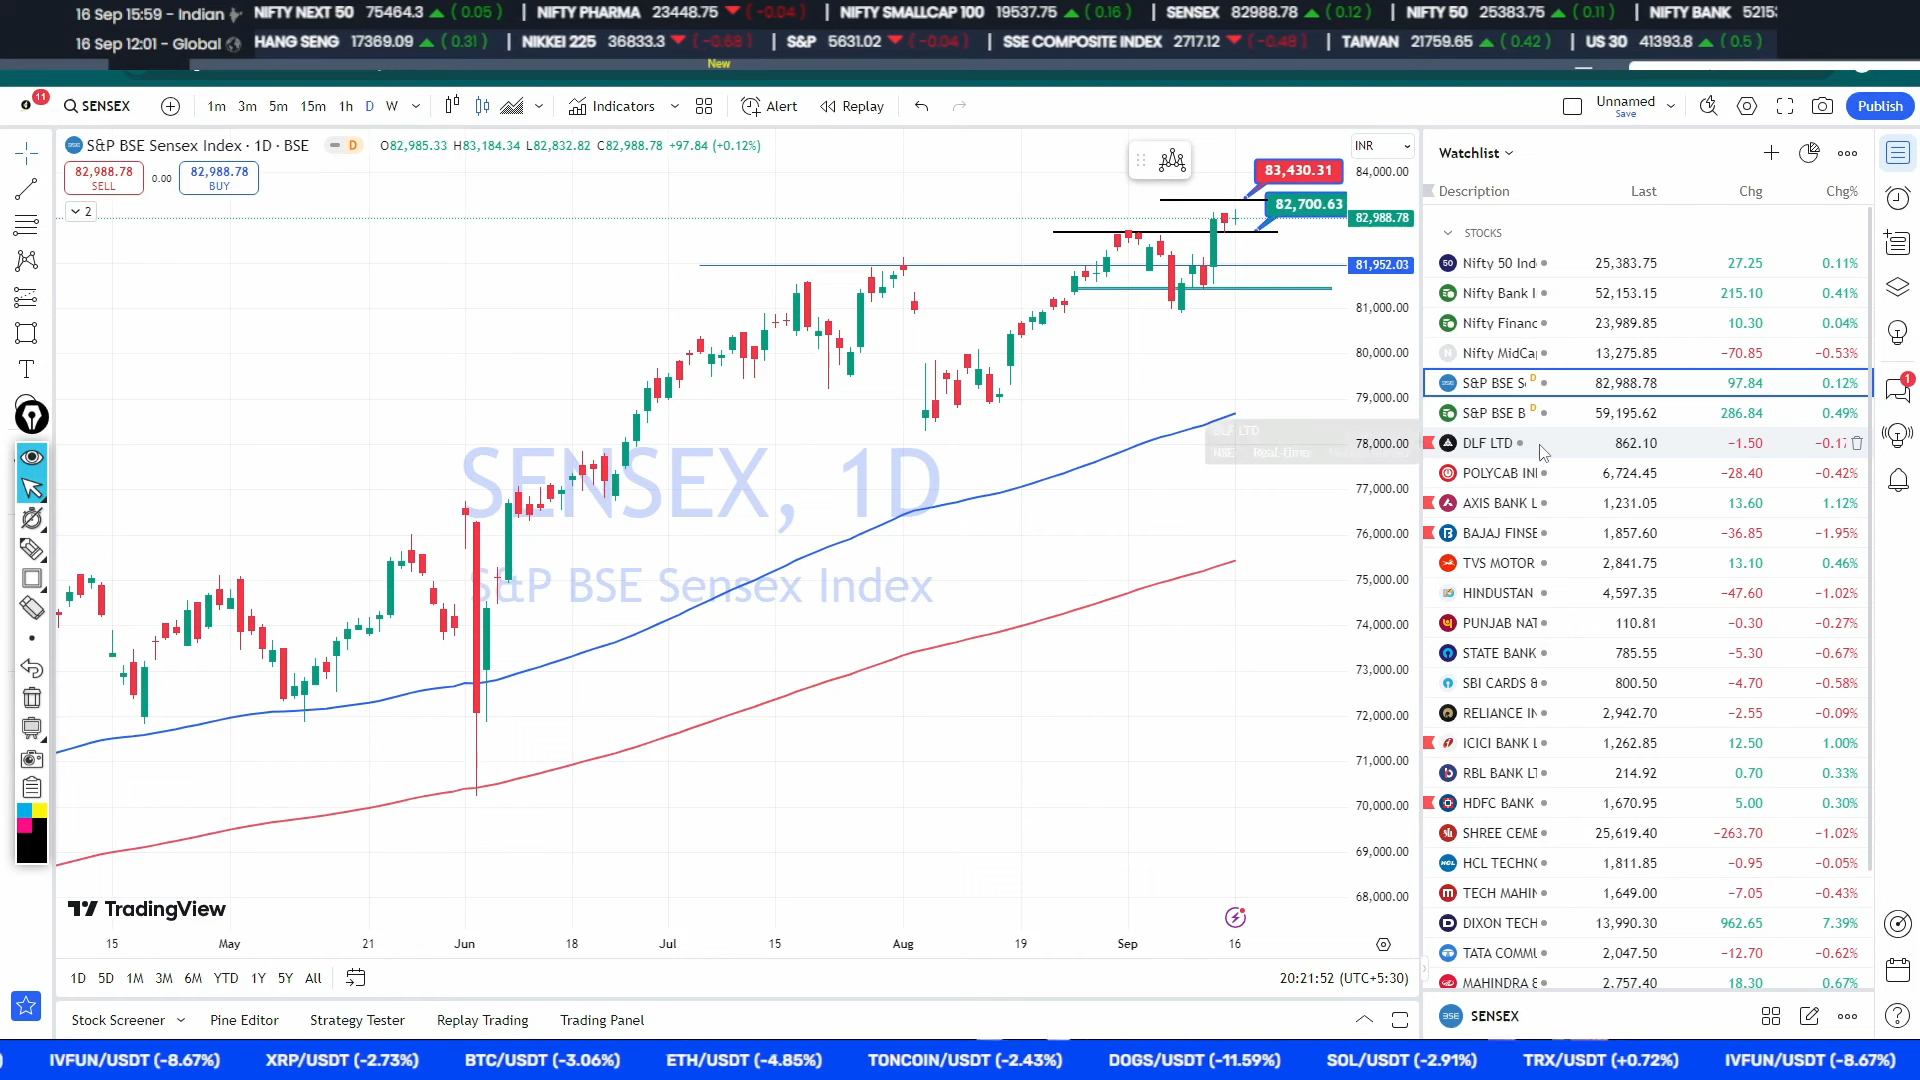 16 Sep 15:59 - Indian NIFTY NEXT 50 75464.3 ( 0.05 ) | NIFTY PHARMA 23448.75 ( -0.04 ) | NIFTY SMALLCAP 100 19537.75 ( 0.16 ) | SENSEX 82988.78 ( 0.12 ) | NIFTY 50 25383.75 ( 0.11 ) | NIFTY BANK
16 Sep 12:01 - Global HANG SENG 17369.09 ( 0.31 ) | NIKKEI 225 36833.3 ( -0.68 ) | S&P 5631.02 ( -0.04 ) | SSE COMPOSITE INDEX 2717.12 ( -0.48 ) | TAIWAN 21759.65 ( 0.42 ) | US 30 41393.8 ( 0.5 )
New
11 SENSEX 1m 3m 5m 15m 1h D W Indicators Alert Replay Unnamed Save Publish
S&P BSE Sensex Index · 1D · BSE D O82,985.33 H83,184.34 L82,832.82 C82,988.78 +97.84 (+0.12%)
82,988.78 SELL 0.00 82,988.78 BUY
2
INR
84,000.00
83,430.31
82,700.63
82,988.78
81,952.03
81,000.00
80,000.00
79,000.00
78,000.00
77,000.00
76,000.00
75,000.00
74,000.00
73,000.00
72,000.00
71,000.00
70,000.00
69,000.00
68,000.00
SENSEX, 1D
S&P BSE Sensex Index
TradingView
15 May 21 Jun 18 Jul 15 Aug 19 Sep 16
1D 5D 1M 3M 6M YTD 1Y 5Y All 20:21:52 (UTC+5:30)
Stock Screener Pine Editor Strategy Tester Replay Trading Trading Panel
Watchlist
Description Last Chg Chg%
STOCKS
50 Nifty 50 Ind 25,383.75 27.25 0.11%
Nifty Bank I 52,153.15 215.10 0.41%
Nifty Financ 23,989.85 10.30 0.04%
N Nifty MidCa 13,275.85 −70.85 −0.53%
S&P BSE S D 82,988.78 97.84 0.12%
S&P BSE B D 59,195.62 286.84 0.49%
DLF LTD 862.10 −1.50 −0.17
POLYCAB IN 6,724.45 −28.40 −0.42%
AXIS BANK L 1,231.05 13.60 1.12%
BAJAJ FINSE 1,857.60 −36.85 −1.95%
TVS MOTOR 2,841.75 13.10 0.46%
HINDUSTAN 4,597.35 −47.60 −1.02%
PUNJAB NAT 110.81 −0.30 −0.27%
STATE BANK 785.55 −5.30 −0.67%
SBI CARDS & 800.50 −4.70 −0.58%
RELIANCE IN 2,942.70 −2.55 −0.09%
ICICI BANK L 1,262.85 12.50 1.00%
RBL BANK LT 214.92 0.70 0.33%
HDFC BANK 1,670.95 5.00 0.30%
SHREE CEME 25,619.40 −263.70 −1.02%
HCL TECHNO 1,811.85 −0.95 −0.05%
TECH MAHIN 1,649.00 −7.05 −0.43%
DIXON TECH 13,990.30 962.65 7.39%
TATA COMMU 2,047.50 −12.70 −0.62%
MAHINDRA & 2,757.40 18.30 0.67%
SENSEX
1
DLF LTD
NSE Real-time
IVFUN/USDT (-8.67%) XRP/USDT (-2.73%) BTC/USDT (-3.06%) ETH/USDT (-4.85%) TONCOIN/USDT (-2.43%) DOGS/USDT (-11.59%) SOL/USDT (-2.91%) TRX/USDT (+0.72%) IVFUN/USDT (-8.67%)